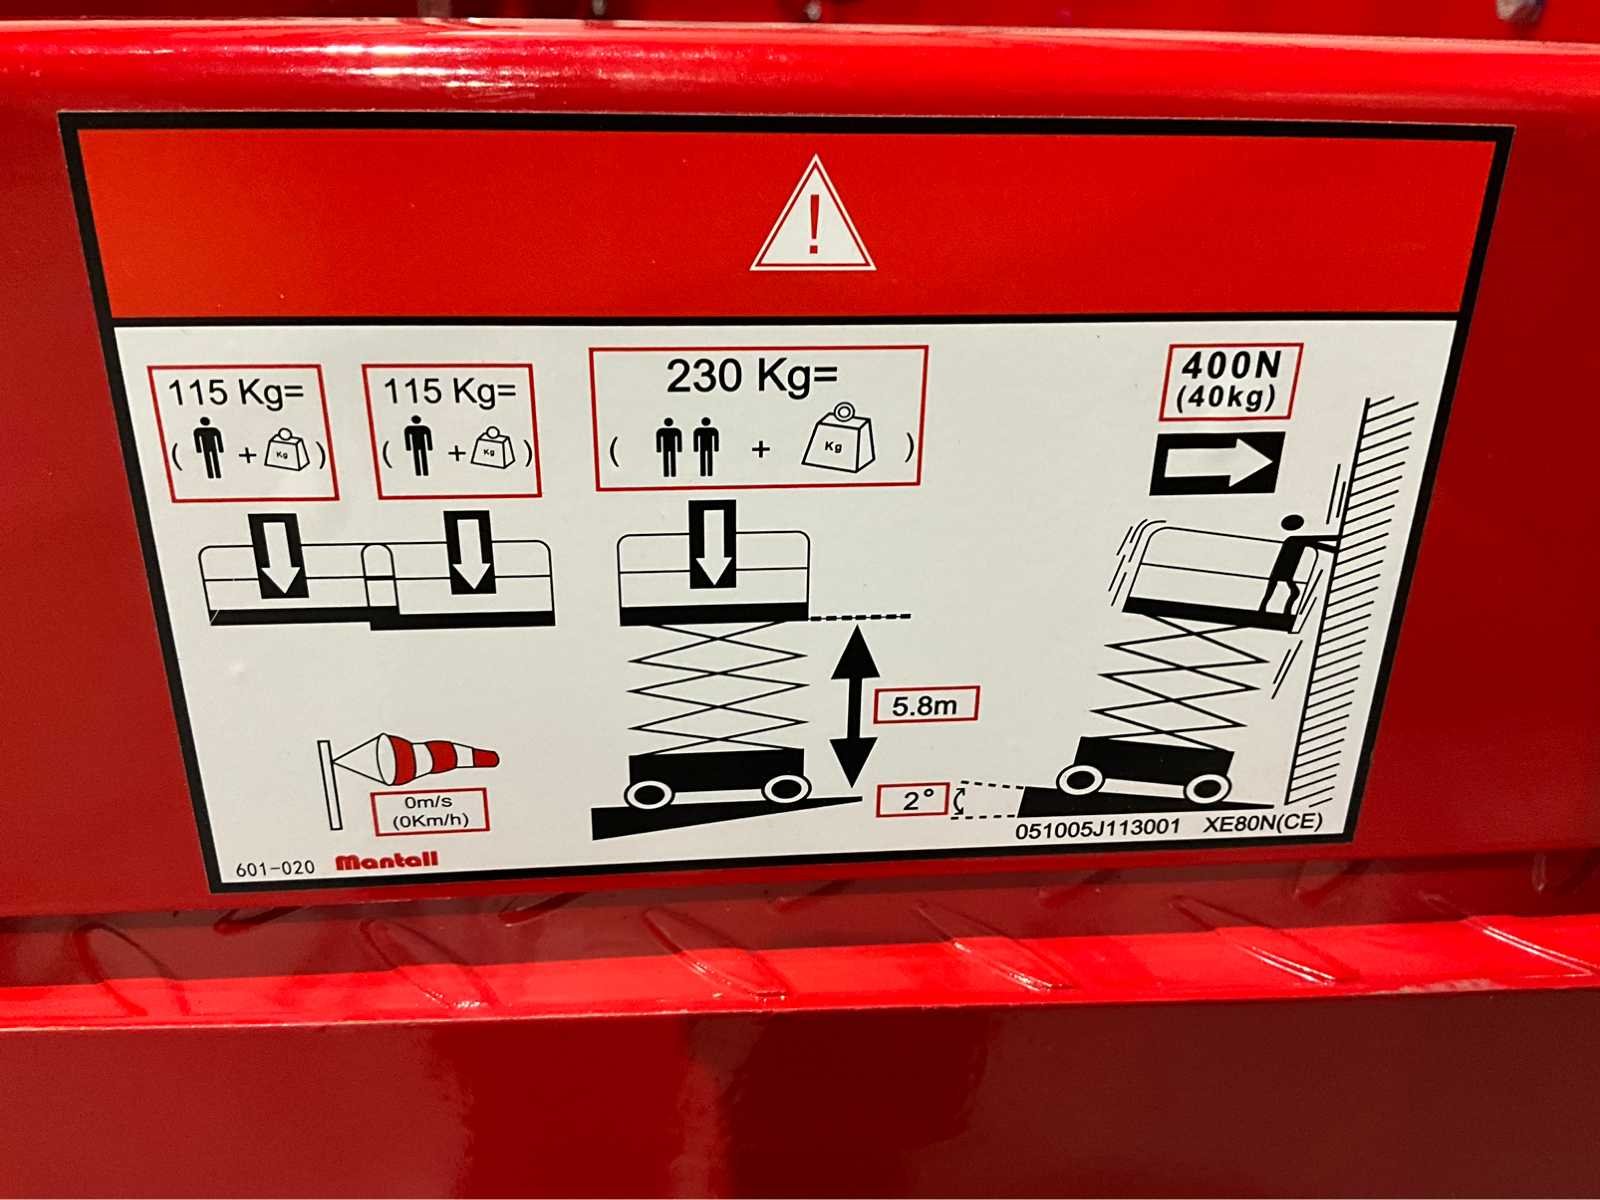 !
115 Kg=
( + Kg )
115 Kg=
( + Kg )
230 Kg=
( + Kg )
400N
(40kg)
5.8m
0m/s
(0Km/h)
2°
051005J113001 XE80N(CE)
601-020 Mantall